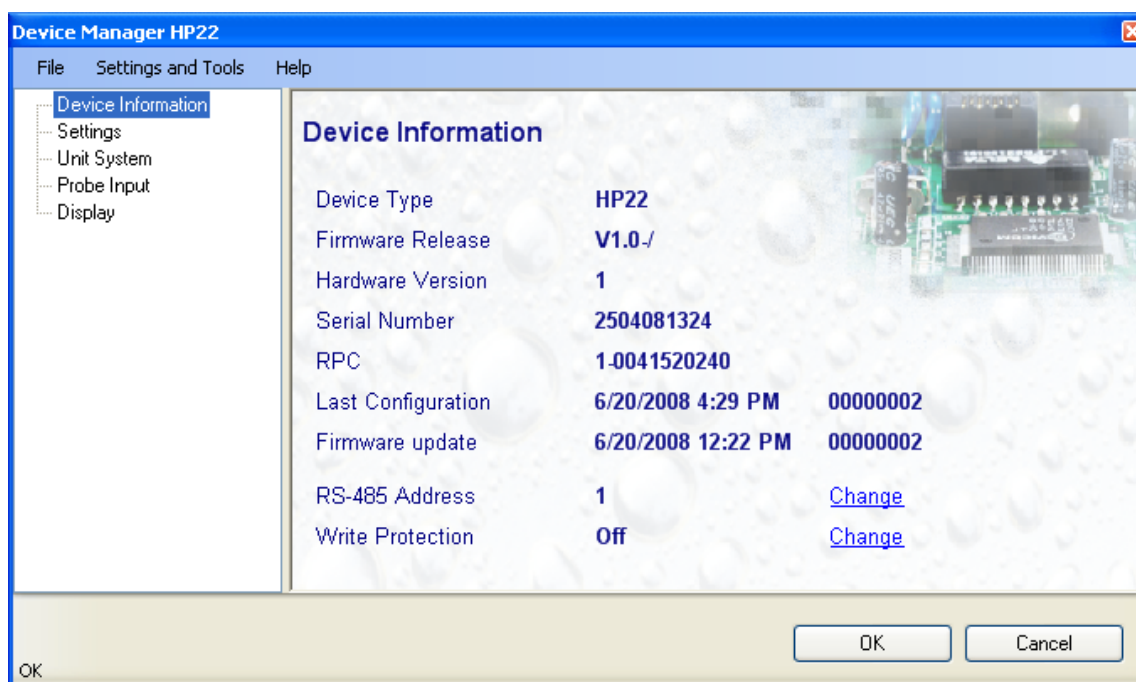 Device Manager HP22
File Settings and Tools Help
Device Information
Settings
Unit System
Probe Input
Display
Device Information
Device Type HP22
Firmware Release V1.0-/
Hardware Version 1
Serial Number 2504081324
RPC 1-0041520240
Last Configuration 6/20/2008 4:29 PM 00000002
Firmware update 6/20/2008 12:22 PM 00000002
RS-485 Address 1 Change
Write Protection Off Change
OK Cancel
OK